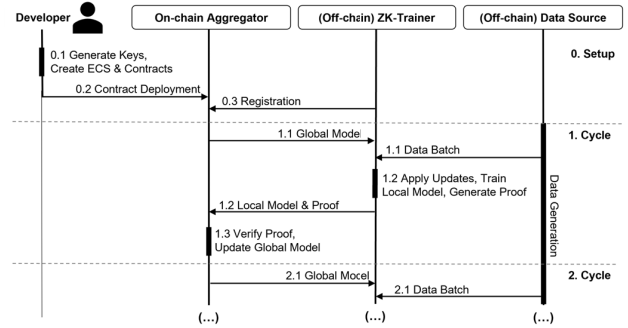 Developer
On-chain Aggregator
(Off-chain) ZK-Trainer
(Off-chain) Data Source
0. Setup
0.1 Generate Keys,
Create ECS & Contracts
0.2 Contract Deployment
0.3 Registration
1. Cycle
1.1 Global Model
1.1 Data Batch
1.2 Apply Updates, Train
Local Model, Generate Proof
Data Generation
1.2 Local Model & Proof
1.3 Verify Proof,
Update Global Model
2. Cycle
2.1 Global Model
2.1 Data Batch
(...)
(...)
(...)